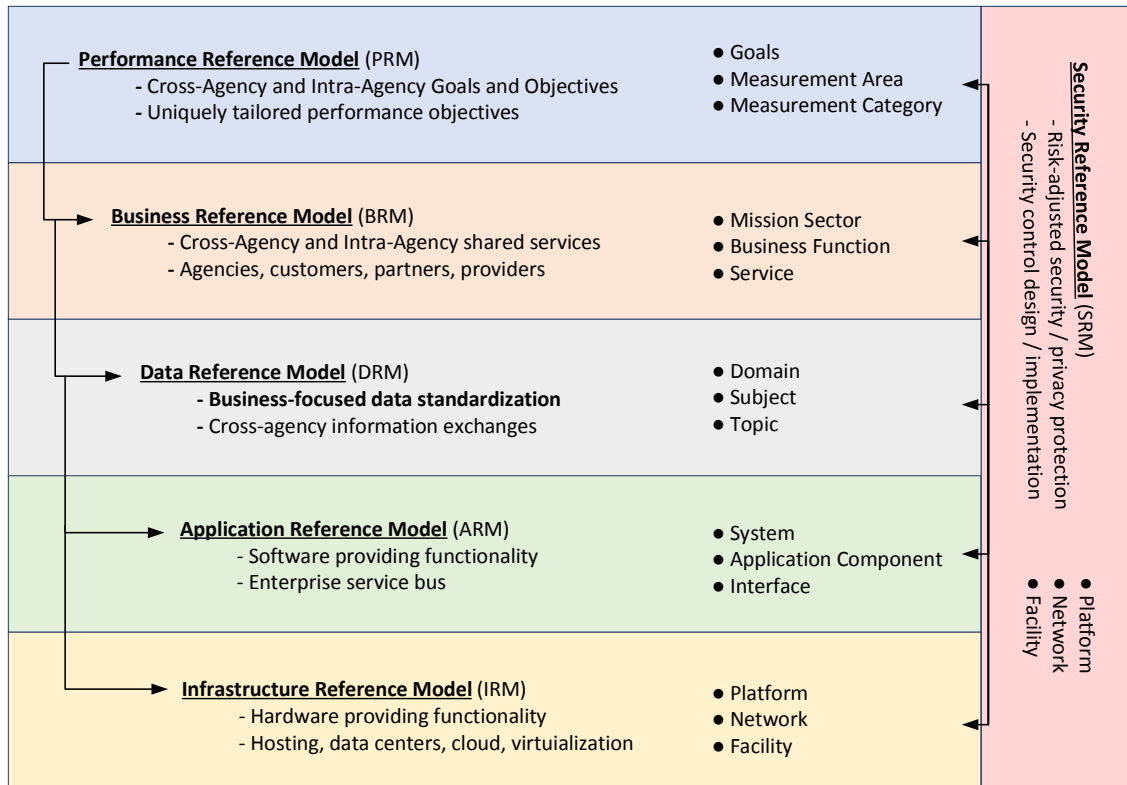 Performance Reference Model (PRM)
- Cross-Agency and Intra-Agency Goals and Objectives
- Uniquely tailored performance objectives
● Goals
● Measurement Area
● Measurement Category
Business Reference Model (BRM)
- Cross-Agency and Intra-Agency shared services
- Agencies, customers, partners, providers
● Mission Sector
● Business Function
● Service
Data Reference Model (DRM)
- Business-focused data standardization
- Cross-agency information exchanges
● Domain
● Subject
● Topic
Application Reference Model (ARM)
- Software providing functionality
- Enterprise service bus
● System
● Application Component
● Interface
Infrastructure Reference Model (IRM)
- Hardware providing functionality
- Hosting, data centers, cloud, virtuialization
● Platform
● Network
● Facility
Security Reference Model (SRM)
- Risk-adjusted security / privacy protection
- Security control design / implementation
● Platform
● Network
● Facility